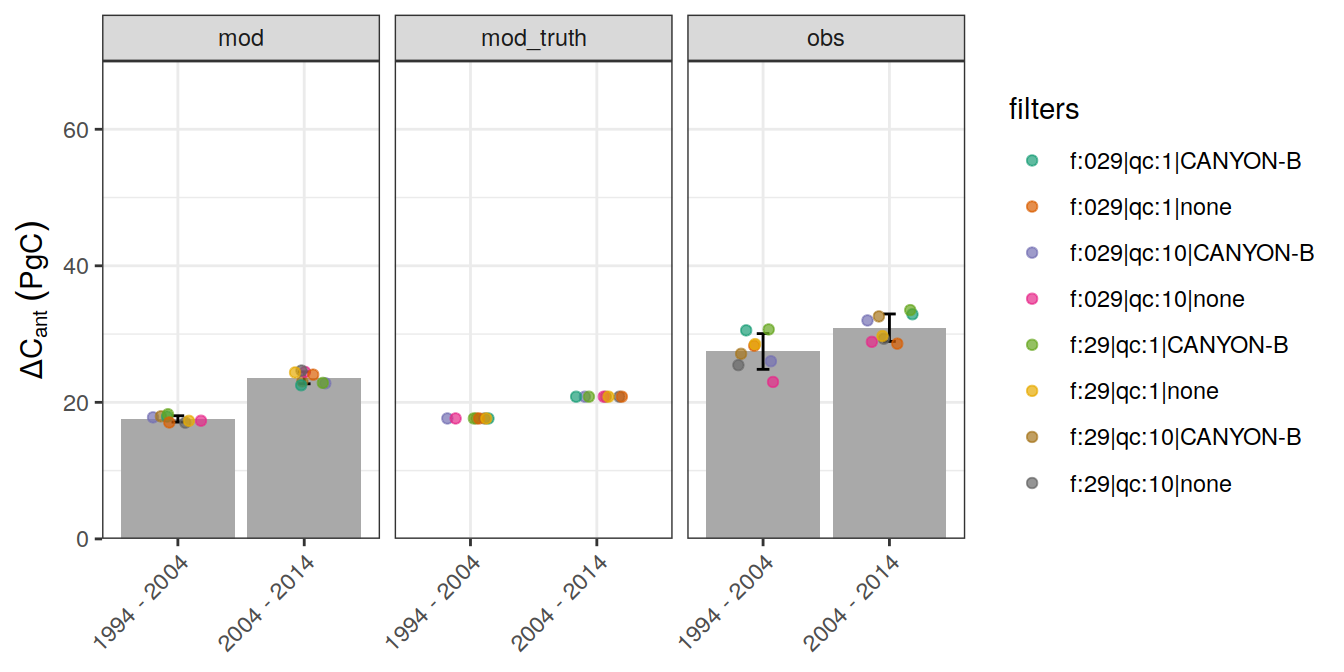 mod
mod_truth
obs
ΔCant (PgC)
60
40
20
0
1994 - 2004
2004 - 2014
1994 - 2004
2004 - 2014
1994 - 2004
2004 - 2014
filters
f:029|qc:1|CANYON-B
f:029|qc:1|none
f:029|qc:10|CANYON-B
f:029|qc:10|none
f:29|qc:1|CANYON-B
f:29|qc:1|none
f:29|qc:10|CANYON-B
f:29|qc:10|none